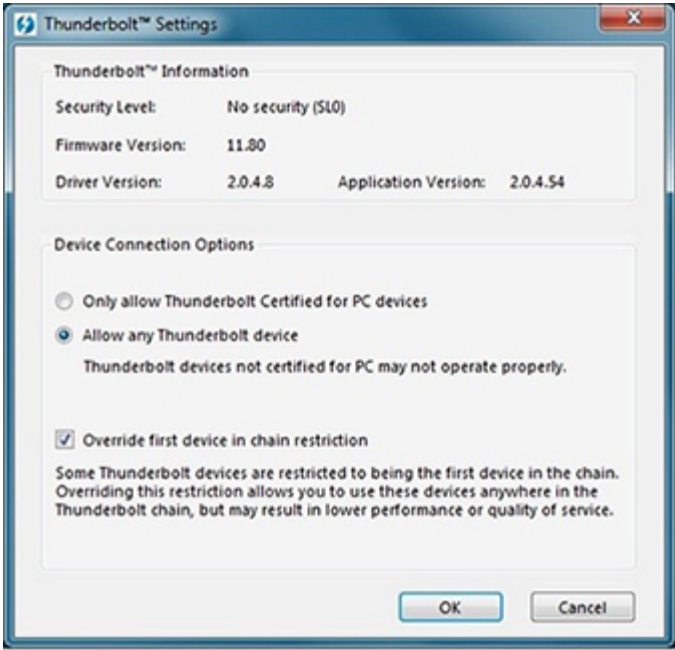 Thunderbolt™ Settings
Thunderbolt™ Information
Security Level: No security (SL0)
Firmware Version: 11.80
Driver Version: 2.0.4.8 Application Version: 2.0.4.54
Device Connection Options
Only allow Thunderbolt Certified for PC devices
Allow any Thunderbolt device
Thunderbolt devices not certified for PC may not operate properly.
Override first device in chain restriction
Some Thunderbolt devices are restricted to being the first device in the chain.
Overriding this restriction allows you to use these devices anywhere in the
Thunderbolt chain, but may result in lower performance or quality of service.
OK Cancel